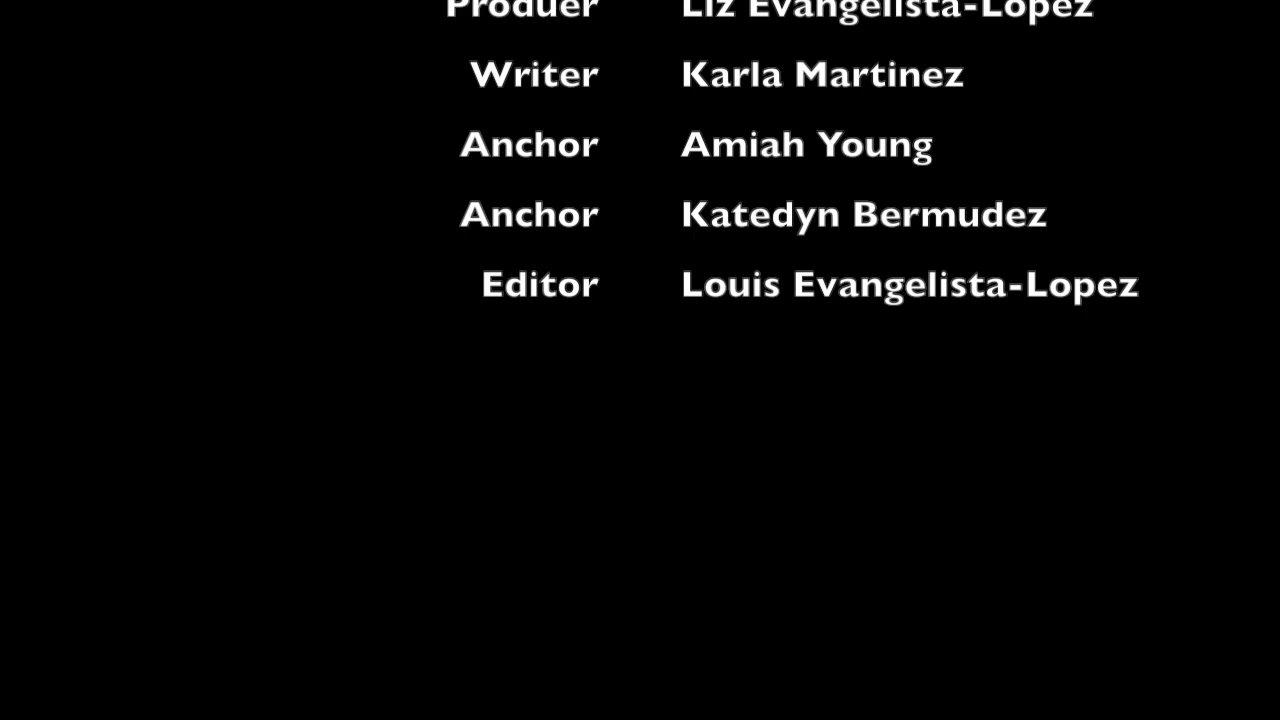 Produer Liz Evangelista-Lopez
Writer Karla Martinez
Anchor Amiah Young
Anchor Katedyn Bermudez
Editor Louis Evangelista-Lopez